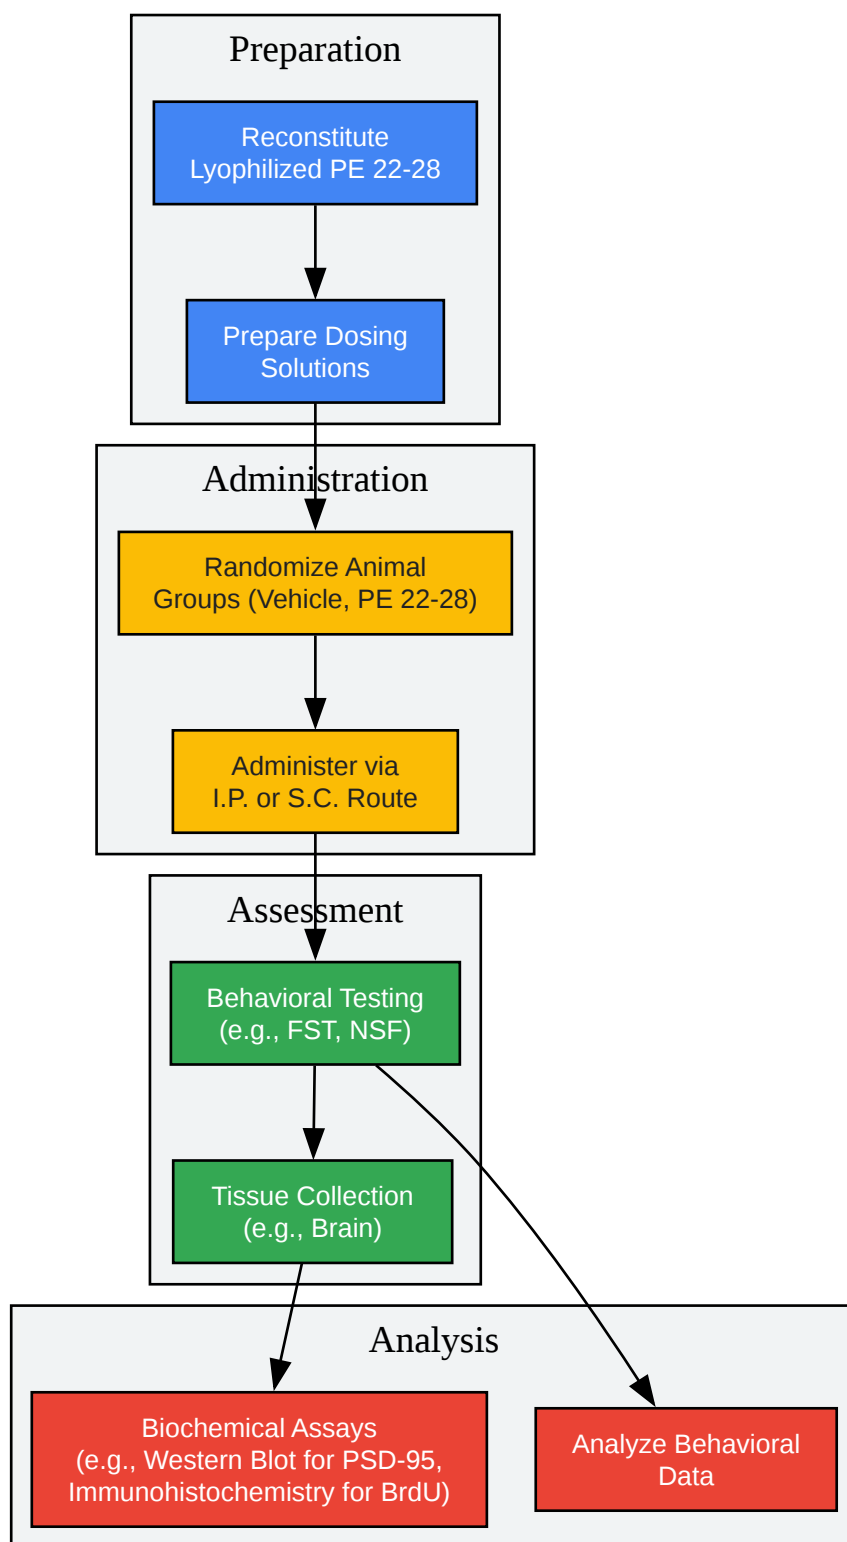 Preparation
Reconstitute
Lyophilized PE 22-28
Prepare Dosing
Solutions
Administration
Randomize Animal
Groups (Vehicle, PE 22-28)
Administer via
I.P. or S.C. Route
Assessment
Behavioral Testing
(e.g., FST, NSF)
Tissue Collection
(e.g., Brain)
Analysis
Biochemical Assays
(e.g., Western Blot for PSD-95,
Immunohistochemistry for BrdU)
Analyze Behavioral
Data